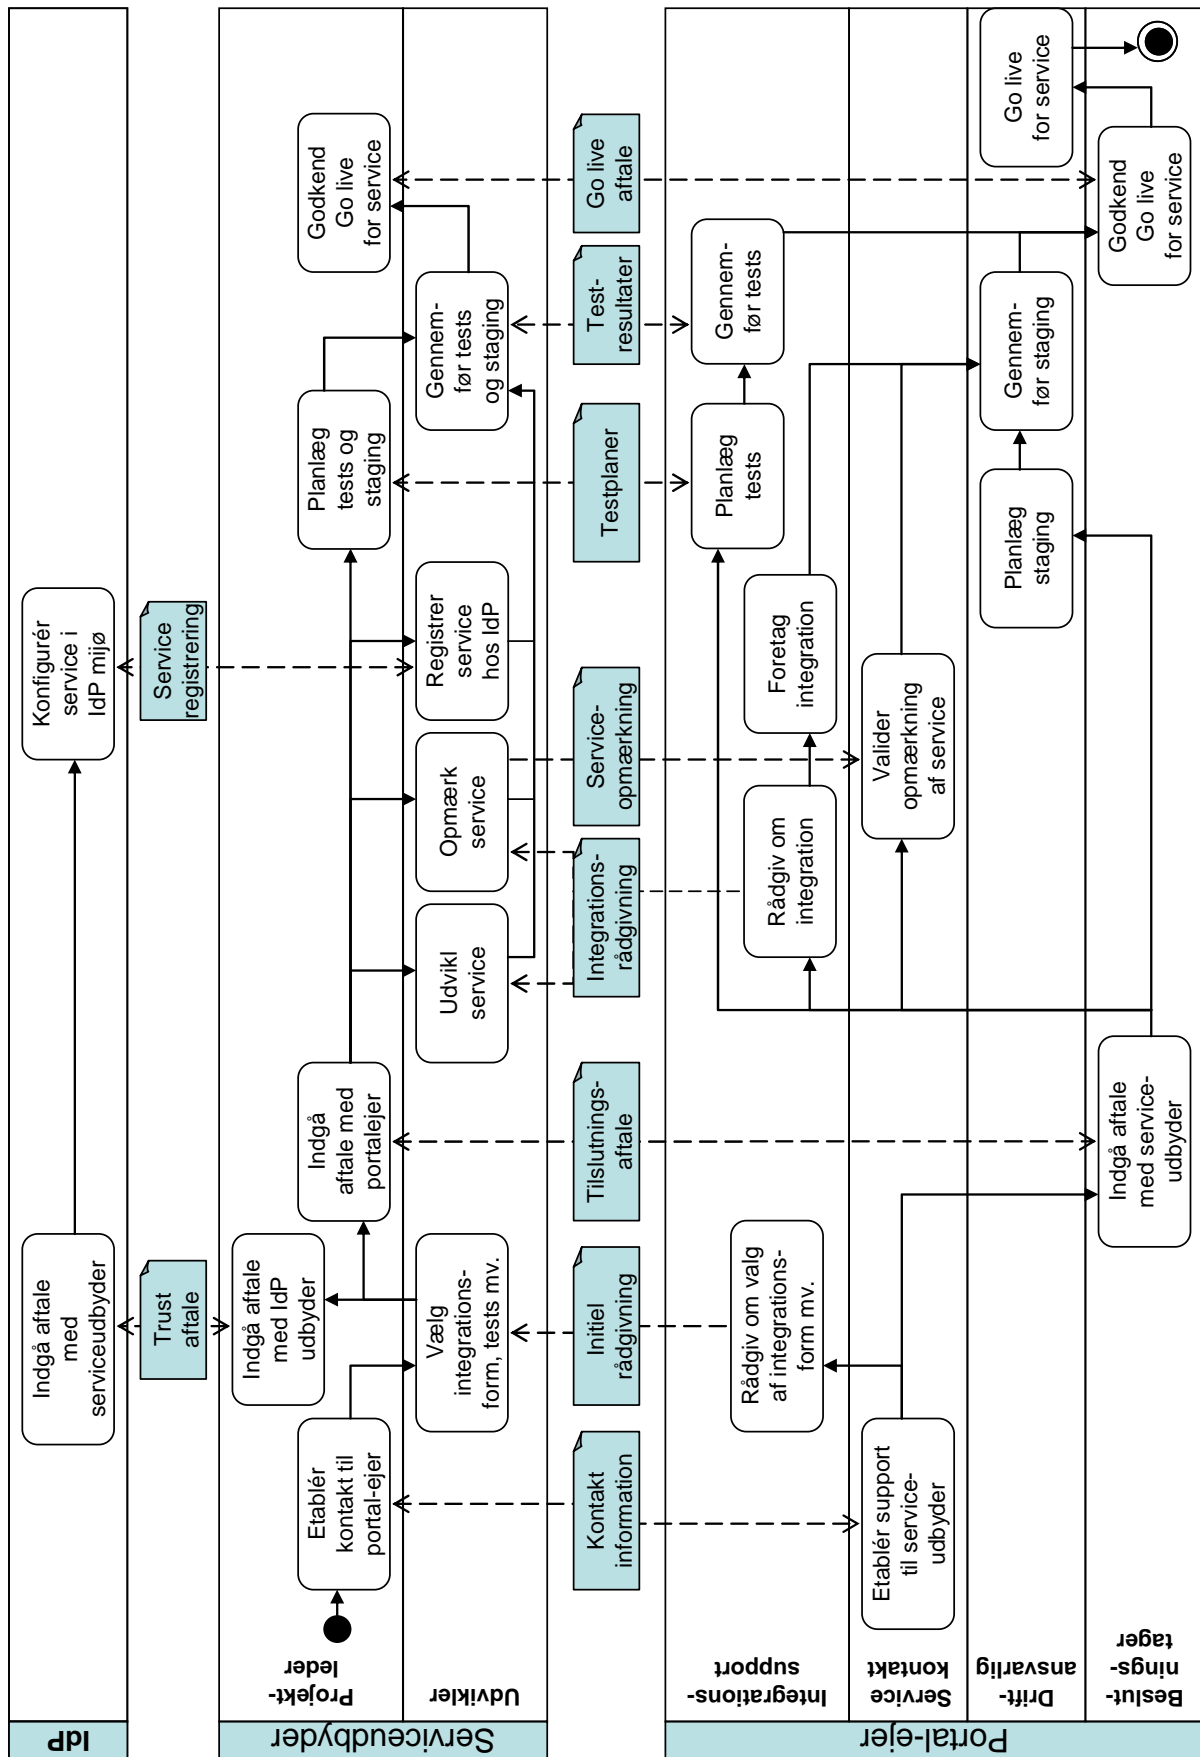 IdP
Indgå aftale
med
serviceudbyder
Konfigurér
service i
IdP mijø
Trust
aftale
Service
registrering
Serviceudbyder
Projekt-
leder
Etablér
kontakt til
portal-ejer
Indgå aftale
med IdP
udbyder
Indgå
aftale med
portalejer
Planlæg
tests og
staging
Godkend
Go live
for service
Udvikler
Vælg
integrations-
form, tests mv.
Udvikl
service
Opmærk
service
Registrer
service
hos IdP
Gennem-
før tests
og staging
Kontakt
information
Initiel
rådgivning
Tilslutnings-
aftale
Integrations-
rådgivning
Service-
opmærkning
Testplaner
Test-
resultater
Go live
aftale
Portal-ejer
Integrations-
support
Rådgiv om valg
af integrations-
form mv.
Rådgiv om
integration
Foretag
integration
Planlæg
tests
Gennem-
før tests
Service
kontakt
Etablér support
til service-
udbyder
Valider
opmærkning
af service
Drift-
ansvarlig
Planlæg
staging
Gennem-
før staging
Go live
for service
Beslut-
nings-
tager
Indgå aftale
med service-
udbyder
Godkend
Go live
for service